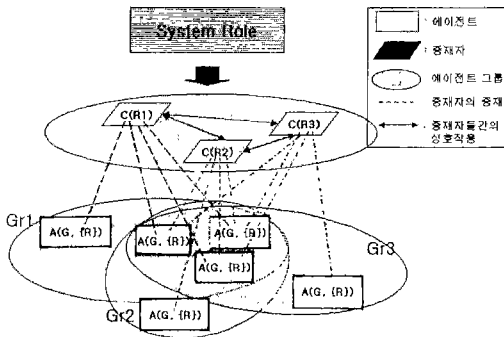 System Role
: 에이전트
: 중재자
에이전트 그룹
중재자의 중재
중재자들간의
상호작용
C(R1)
C(R3)
C(R2)
Gr1
A(G, {R})
A(G, {R})
A(G, {R})
A(G, {R})
Gr3
A(G, {R})
Gr2
A(G, {R})